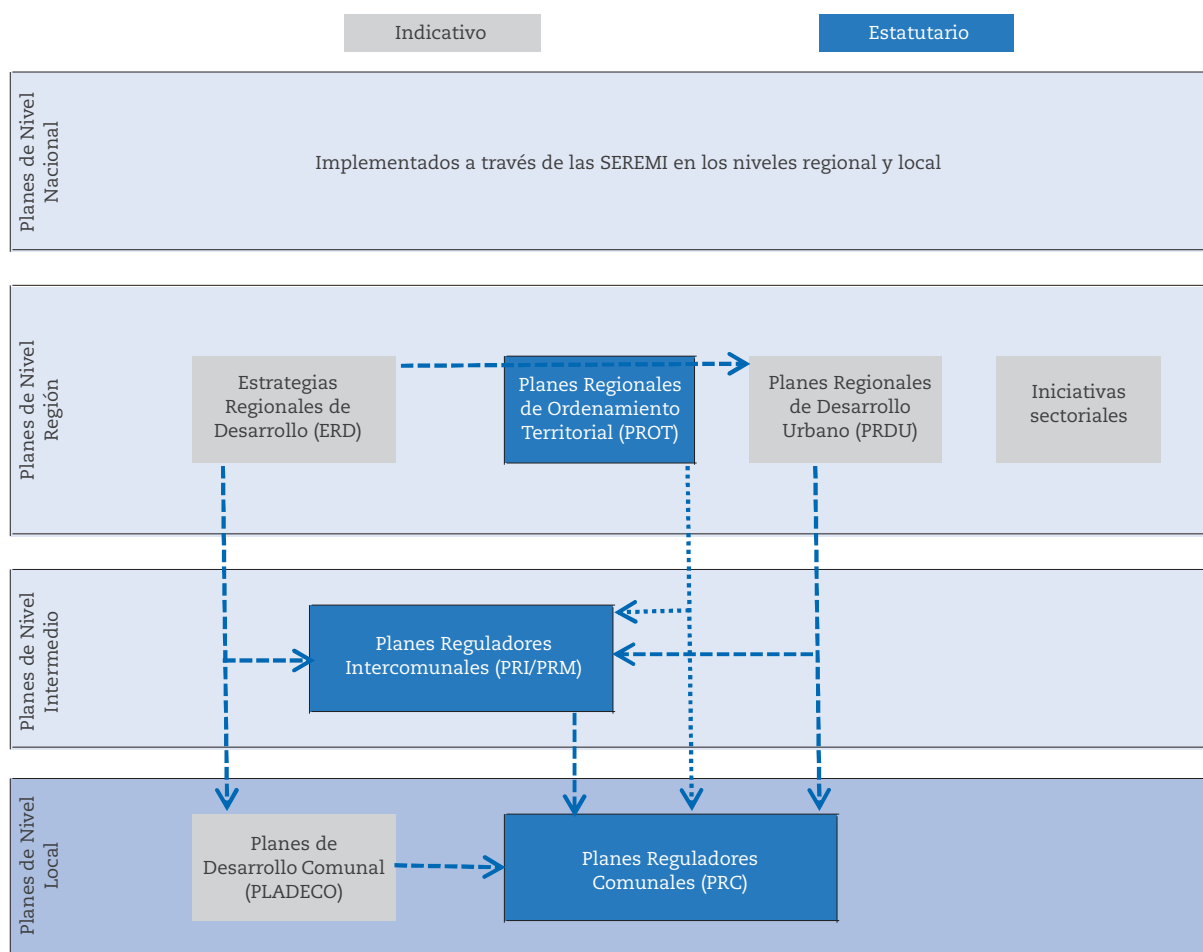 Indicativo
Estatutario
Planes de Nivel
Nacional
Implementados a través de las SEREMI en los niveles regional y local
Planes de Nivel
Región
Estrategias
Regionales de
Desarrollo (ERD)
Planes Regionales
de Ordenamiento
Territorial (PROT)
Planes Regionales
de Desarrollo
Urbano (PRDU)
Iniciativas
sectoriales
Planes de Nivel
Intermedio
Planes Reguladores
Intercomunales (PRI/PRM)
Planes de Nivel
Local
Planes de
Desarrollo Comunal
(PLADECO)
Planes Reguladores
Comunales (PRC)